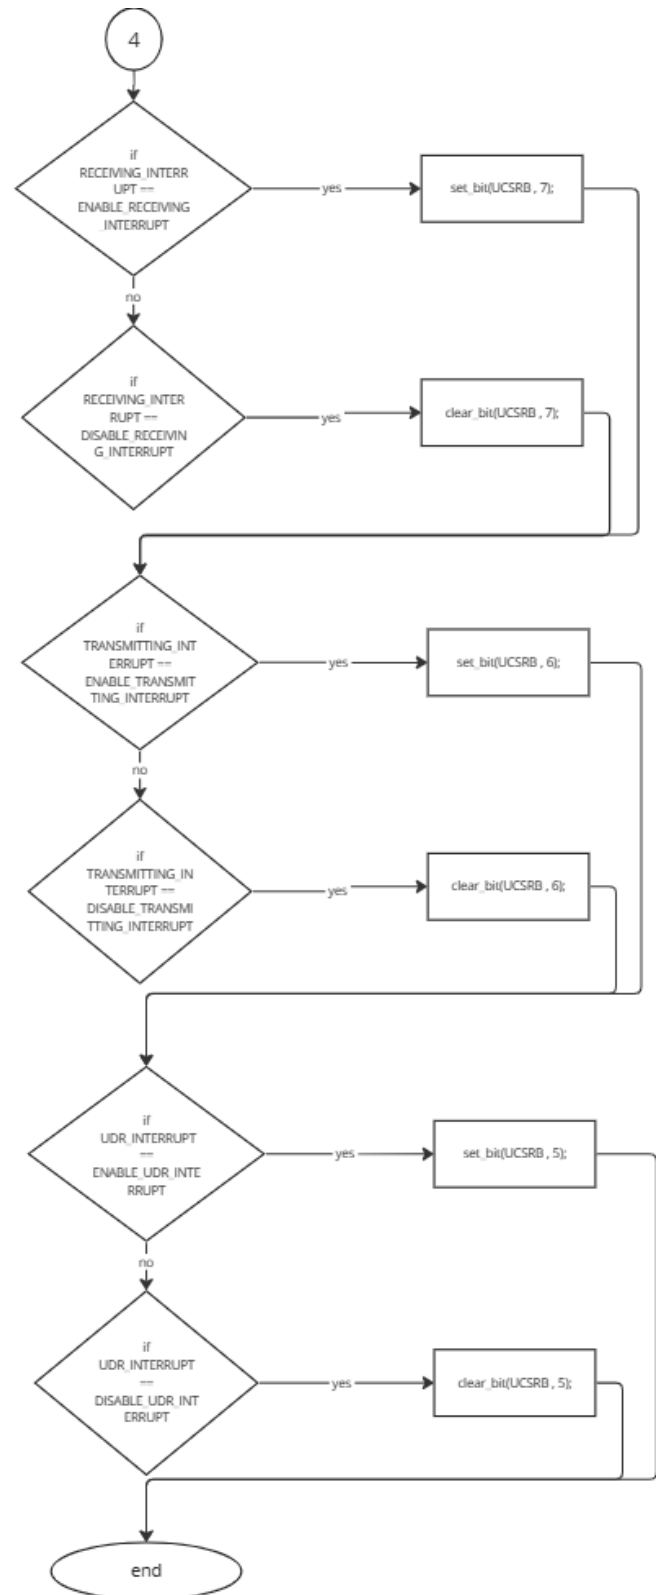 4
if
RECEIVING_INTERR
UPT ==
ENABLE_RECEIVING
_INTERRUPT
yes
set_bit(UCSRB , 7);
no
if
RECEIVING_INTER
RUPT ==
DISABLE_RECEIVIN
G_INTERRUPT
yes
clear_bit(UCSRB , 7);
if
TRANSMITTING_INT
ERRUPT ==
ENABLE_TRANSMIT
TING_INTERRUPT
yes
set_bit(UCSRB , 6);
no
if
TRANSMITTING_IN
TERRUPT ==
DISABLE_TRANSMI
TTING_INTERRUPT
yes
clear_bit(UCSRB , 6);
if
UDR_INTERRUPT
==
ENABLE_UDR_INTE
RRUPT
yes
set_bit(UCSRB , 5);
no
if
UDR_INTERRUPT
==
DISABLE_UDR_INT
ERRUPT
yes
clear_bit(UCSRB , 5);
end